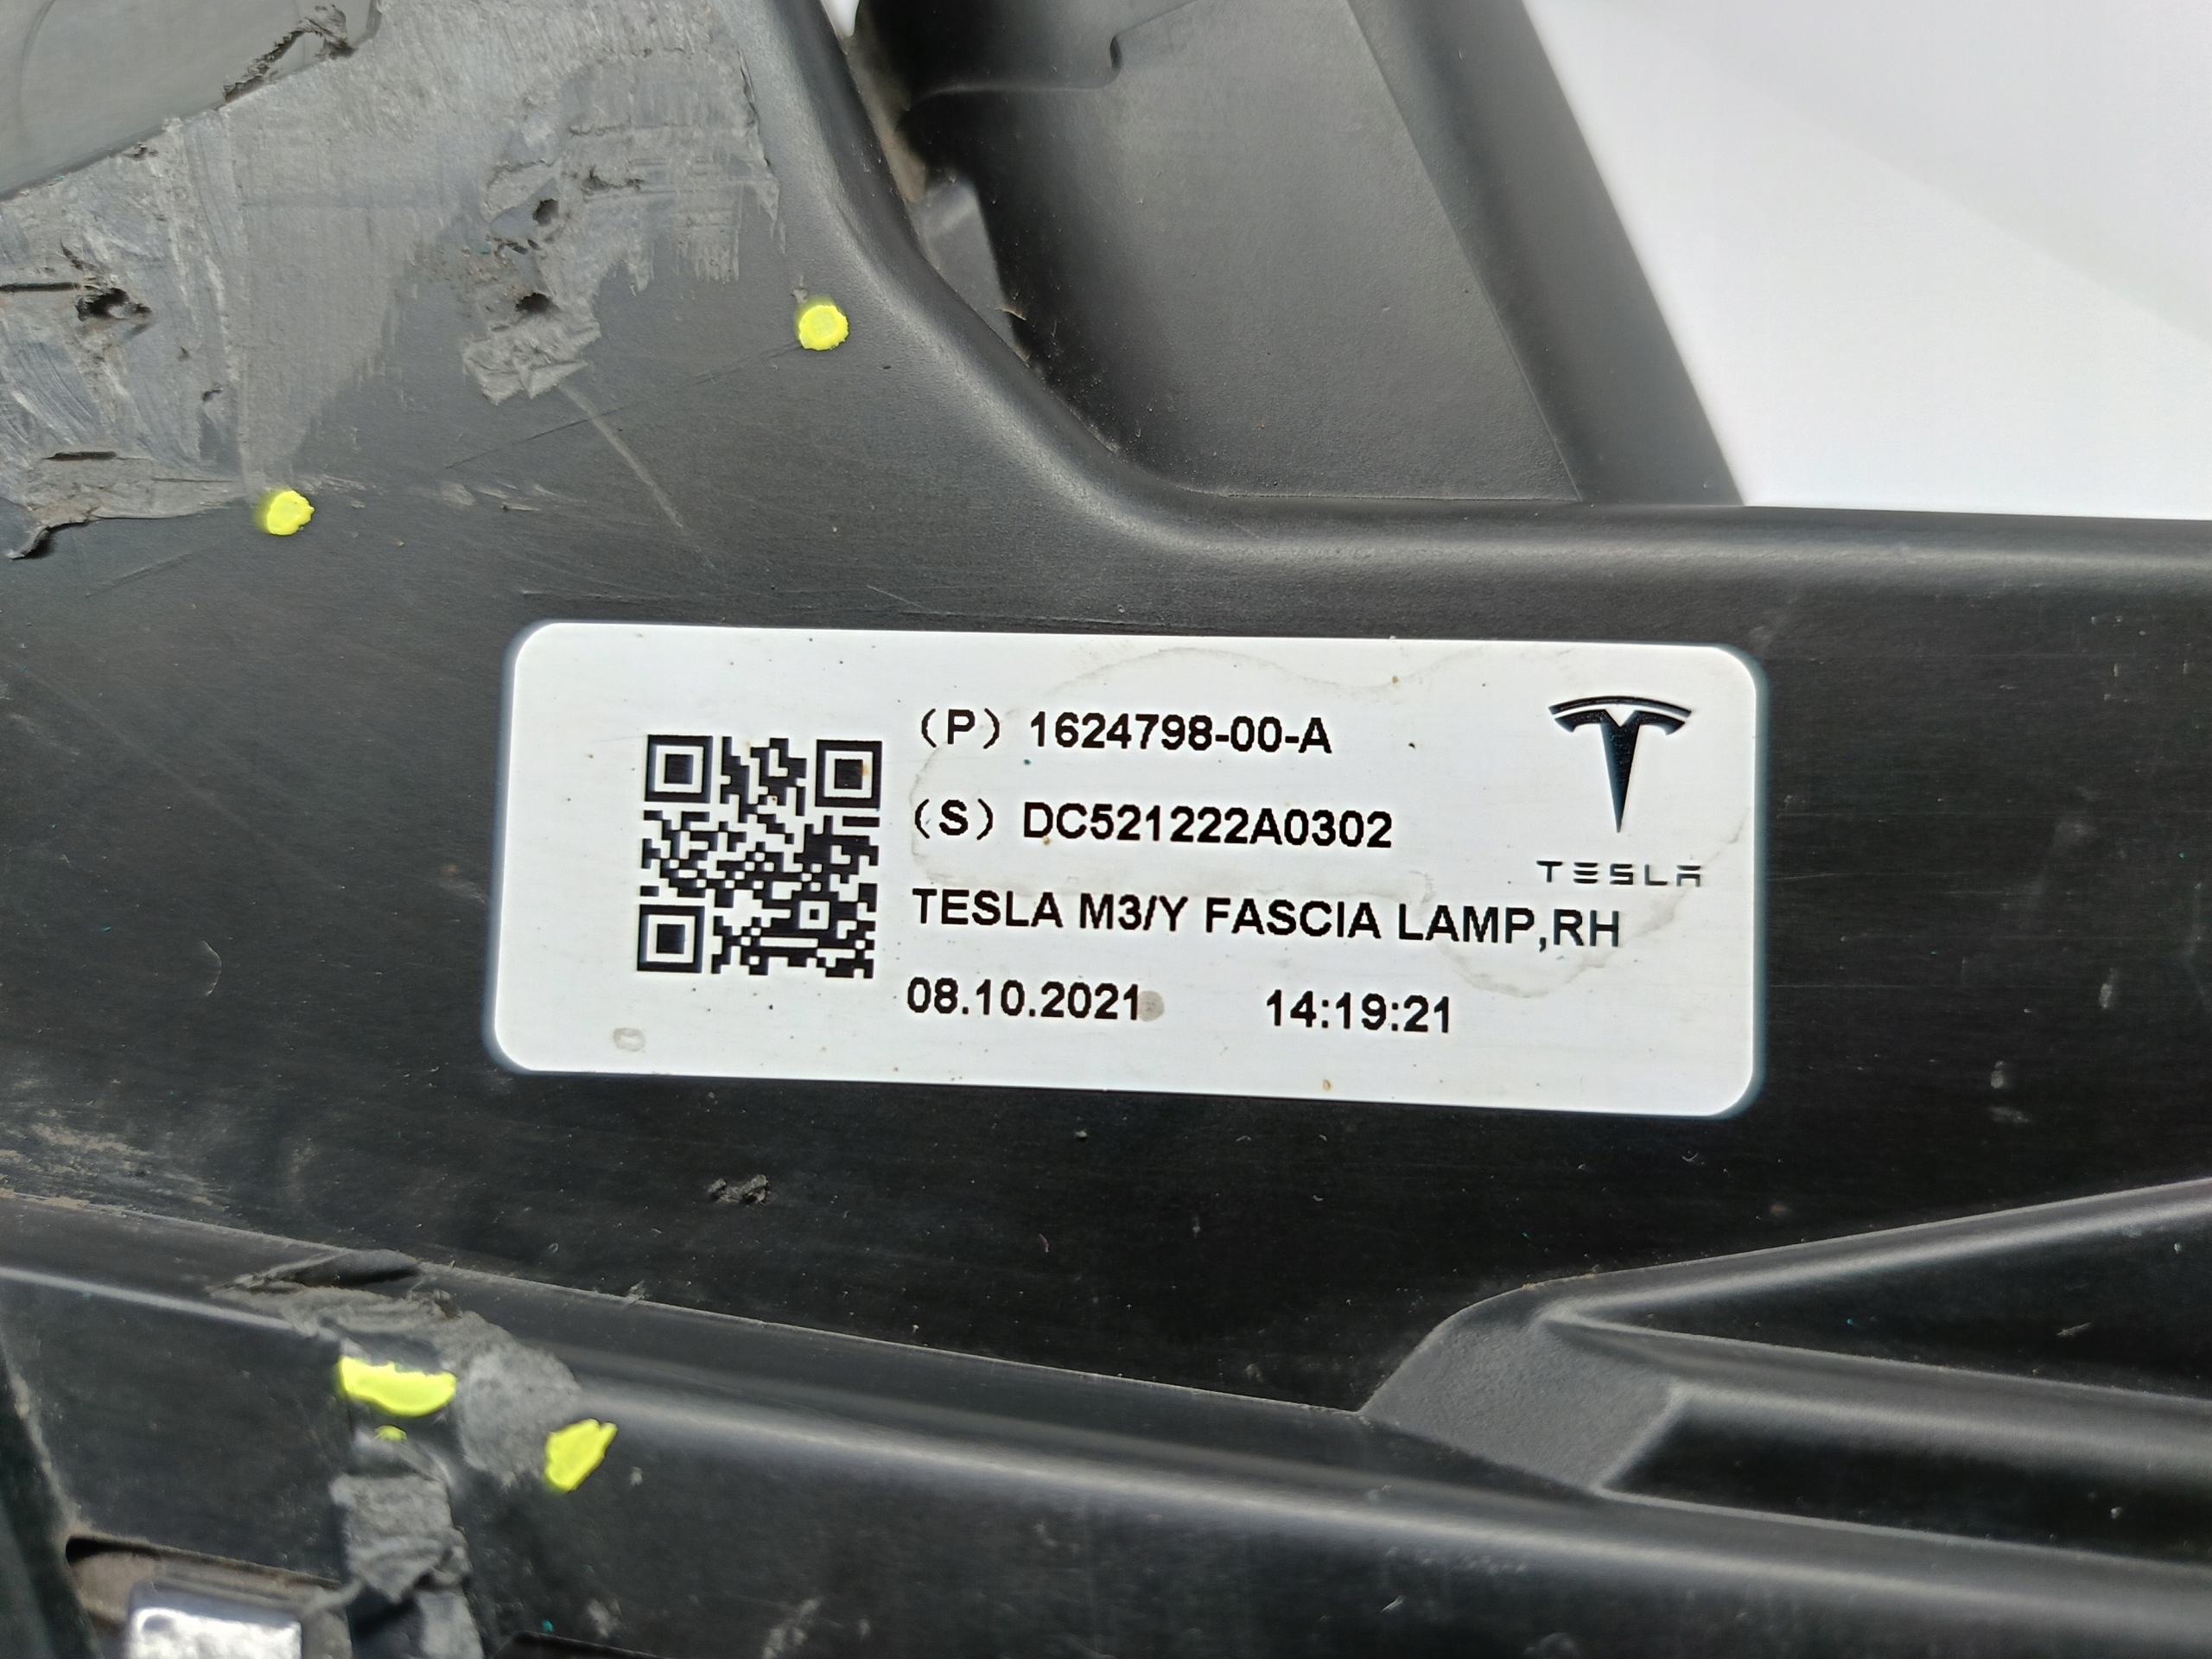 (P) 1624798-00-A
(S) DC521222A0302
TESLA
TESLA M3/Y FASCIA LAMP,RH
08.10.2021 14:19:21